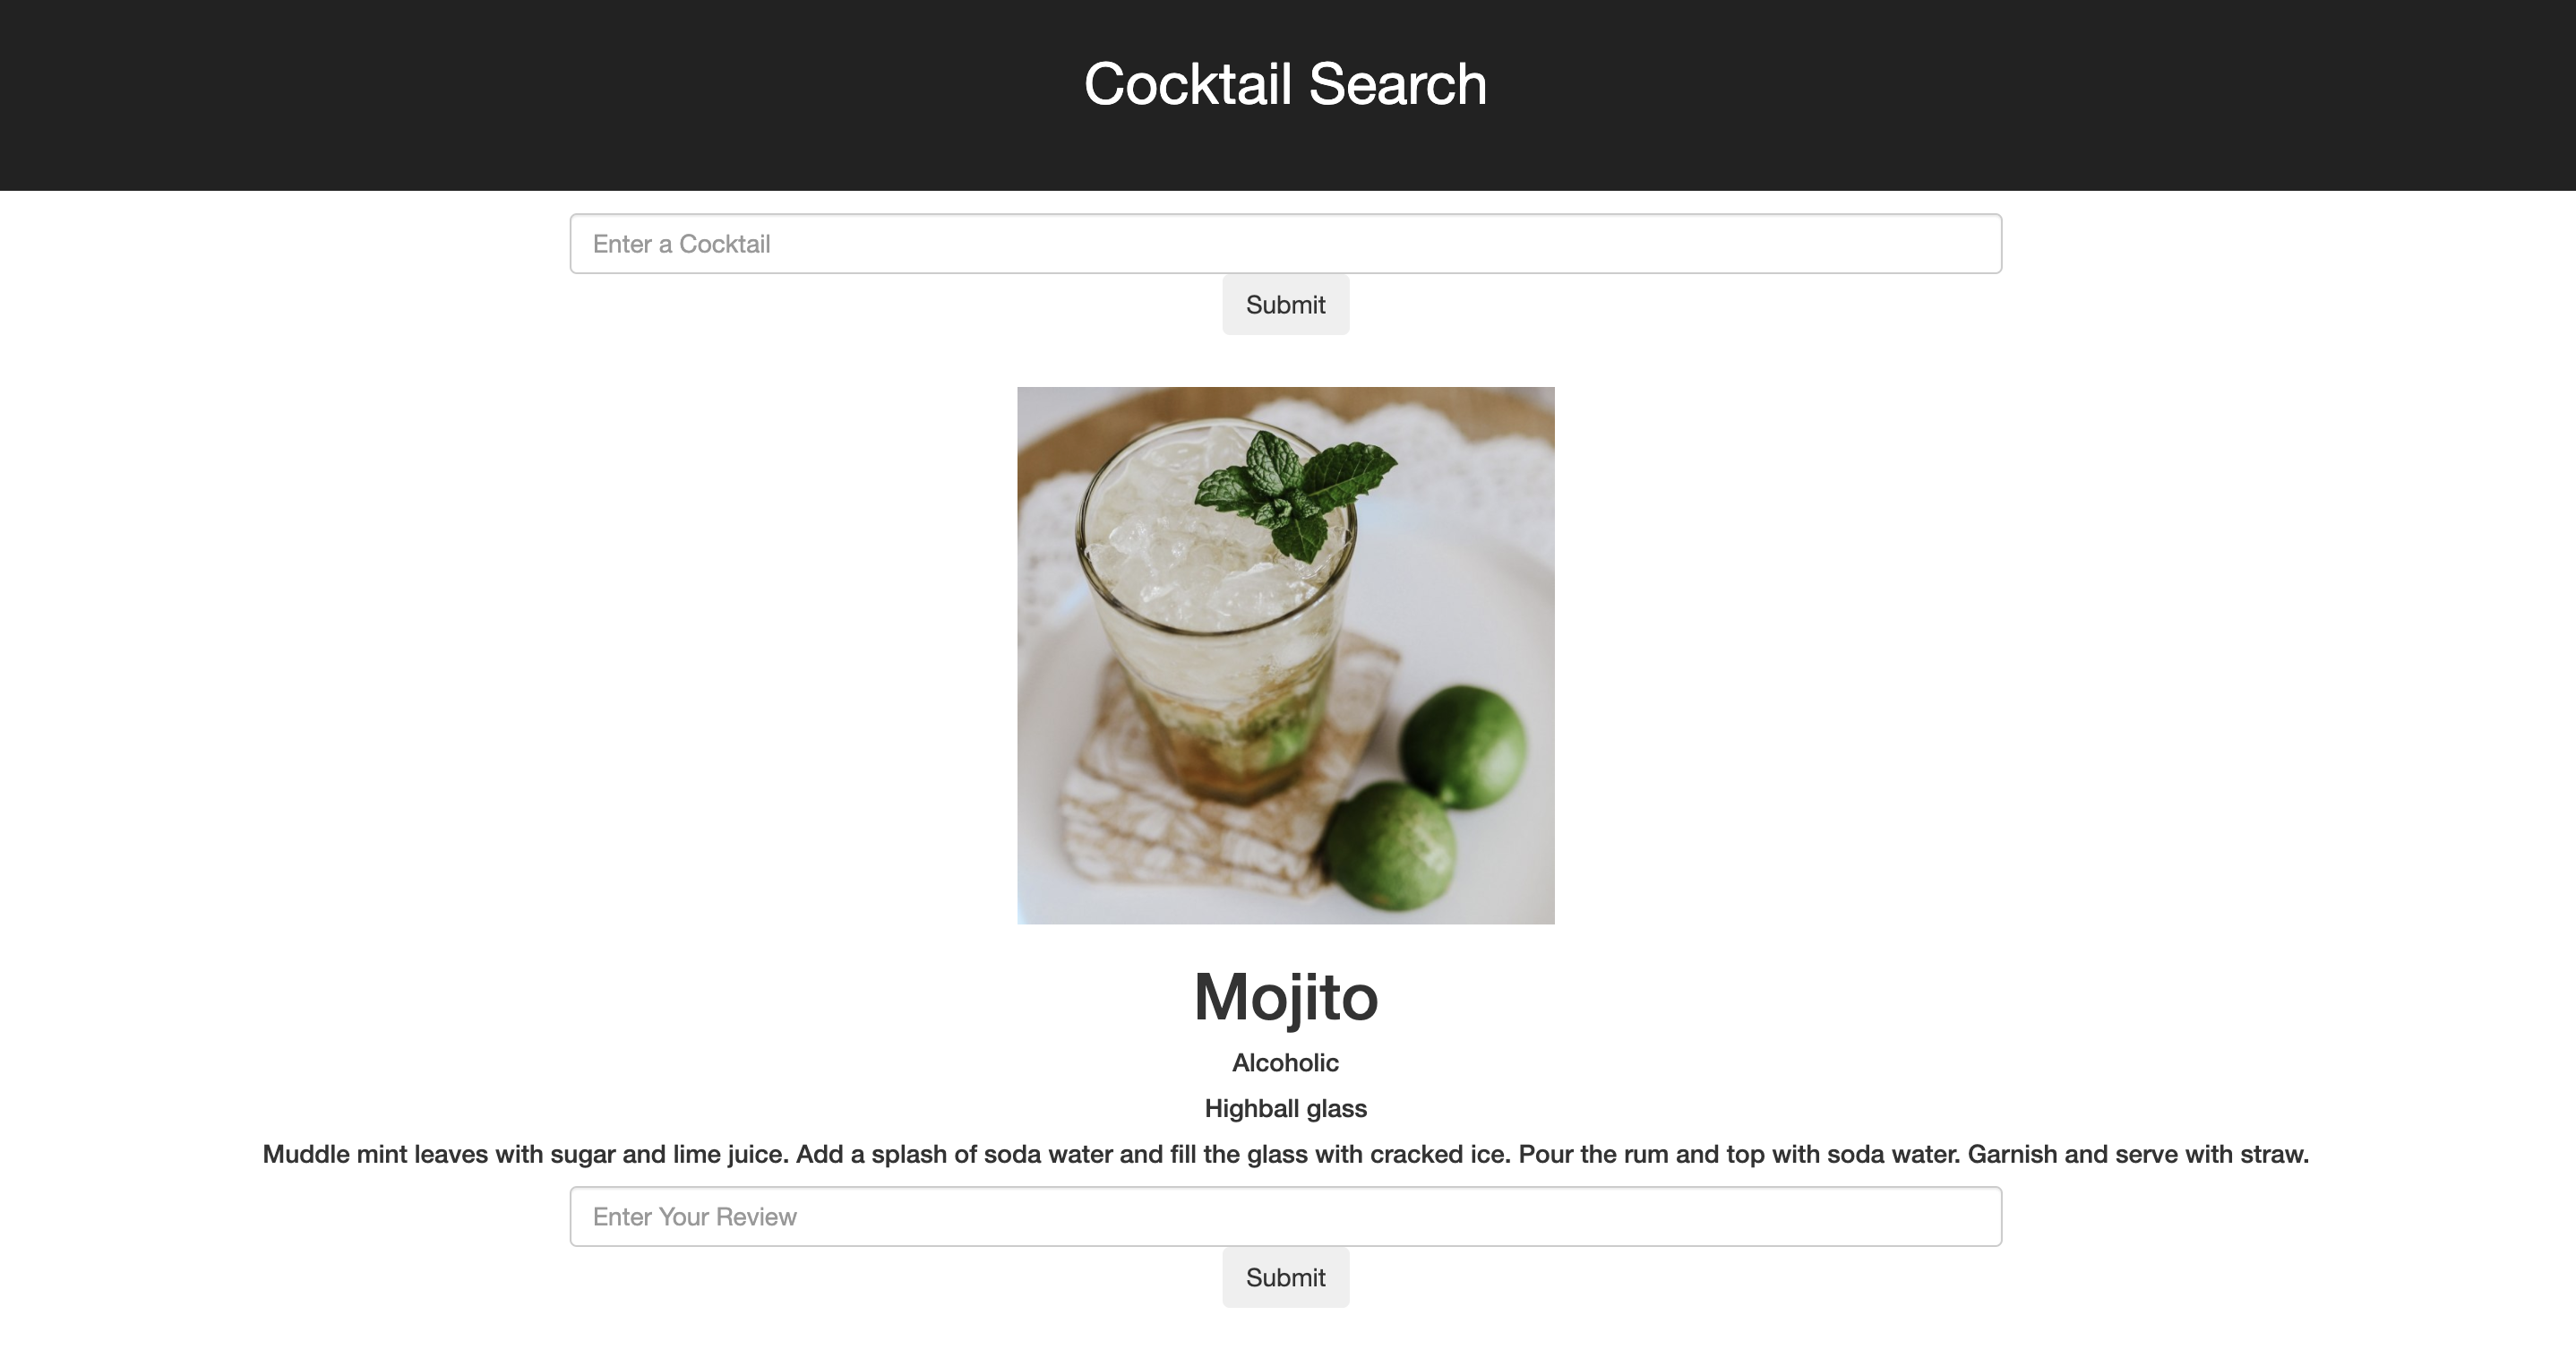 Cocktail Search
Enter a Cocktail
Submit
Mojito
Alcoholic
Highball glass
Muddle mint leaves with sugar and lime juice. Add a splash of soda water and fill the glass with cracked ice. Pour the rum and top with soda water. Garnish and serve with straw.
Enter Your Review
Submit